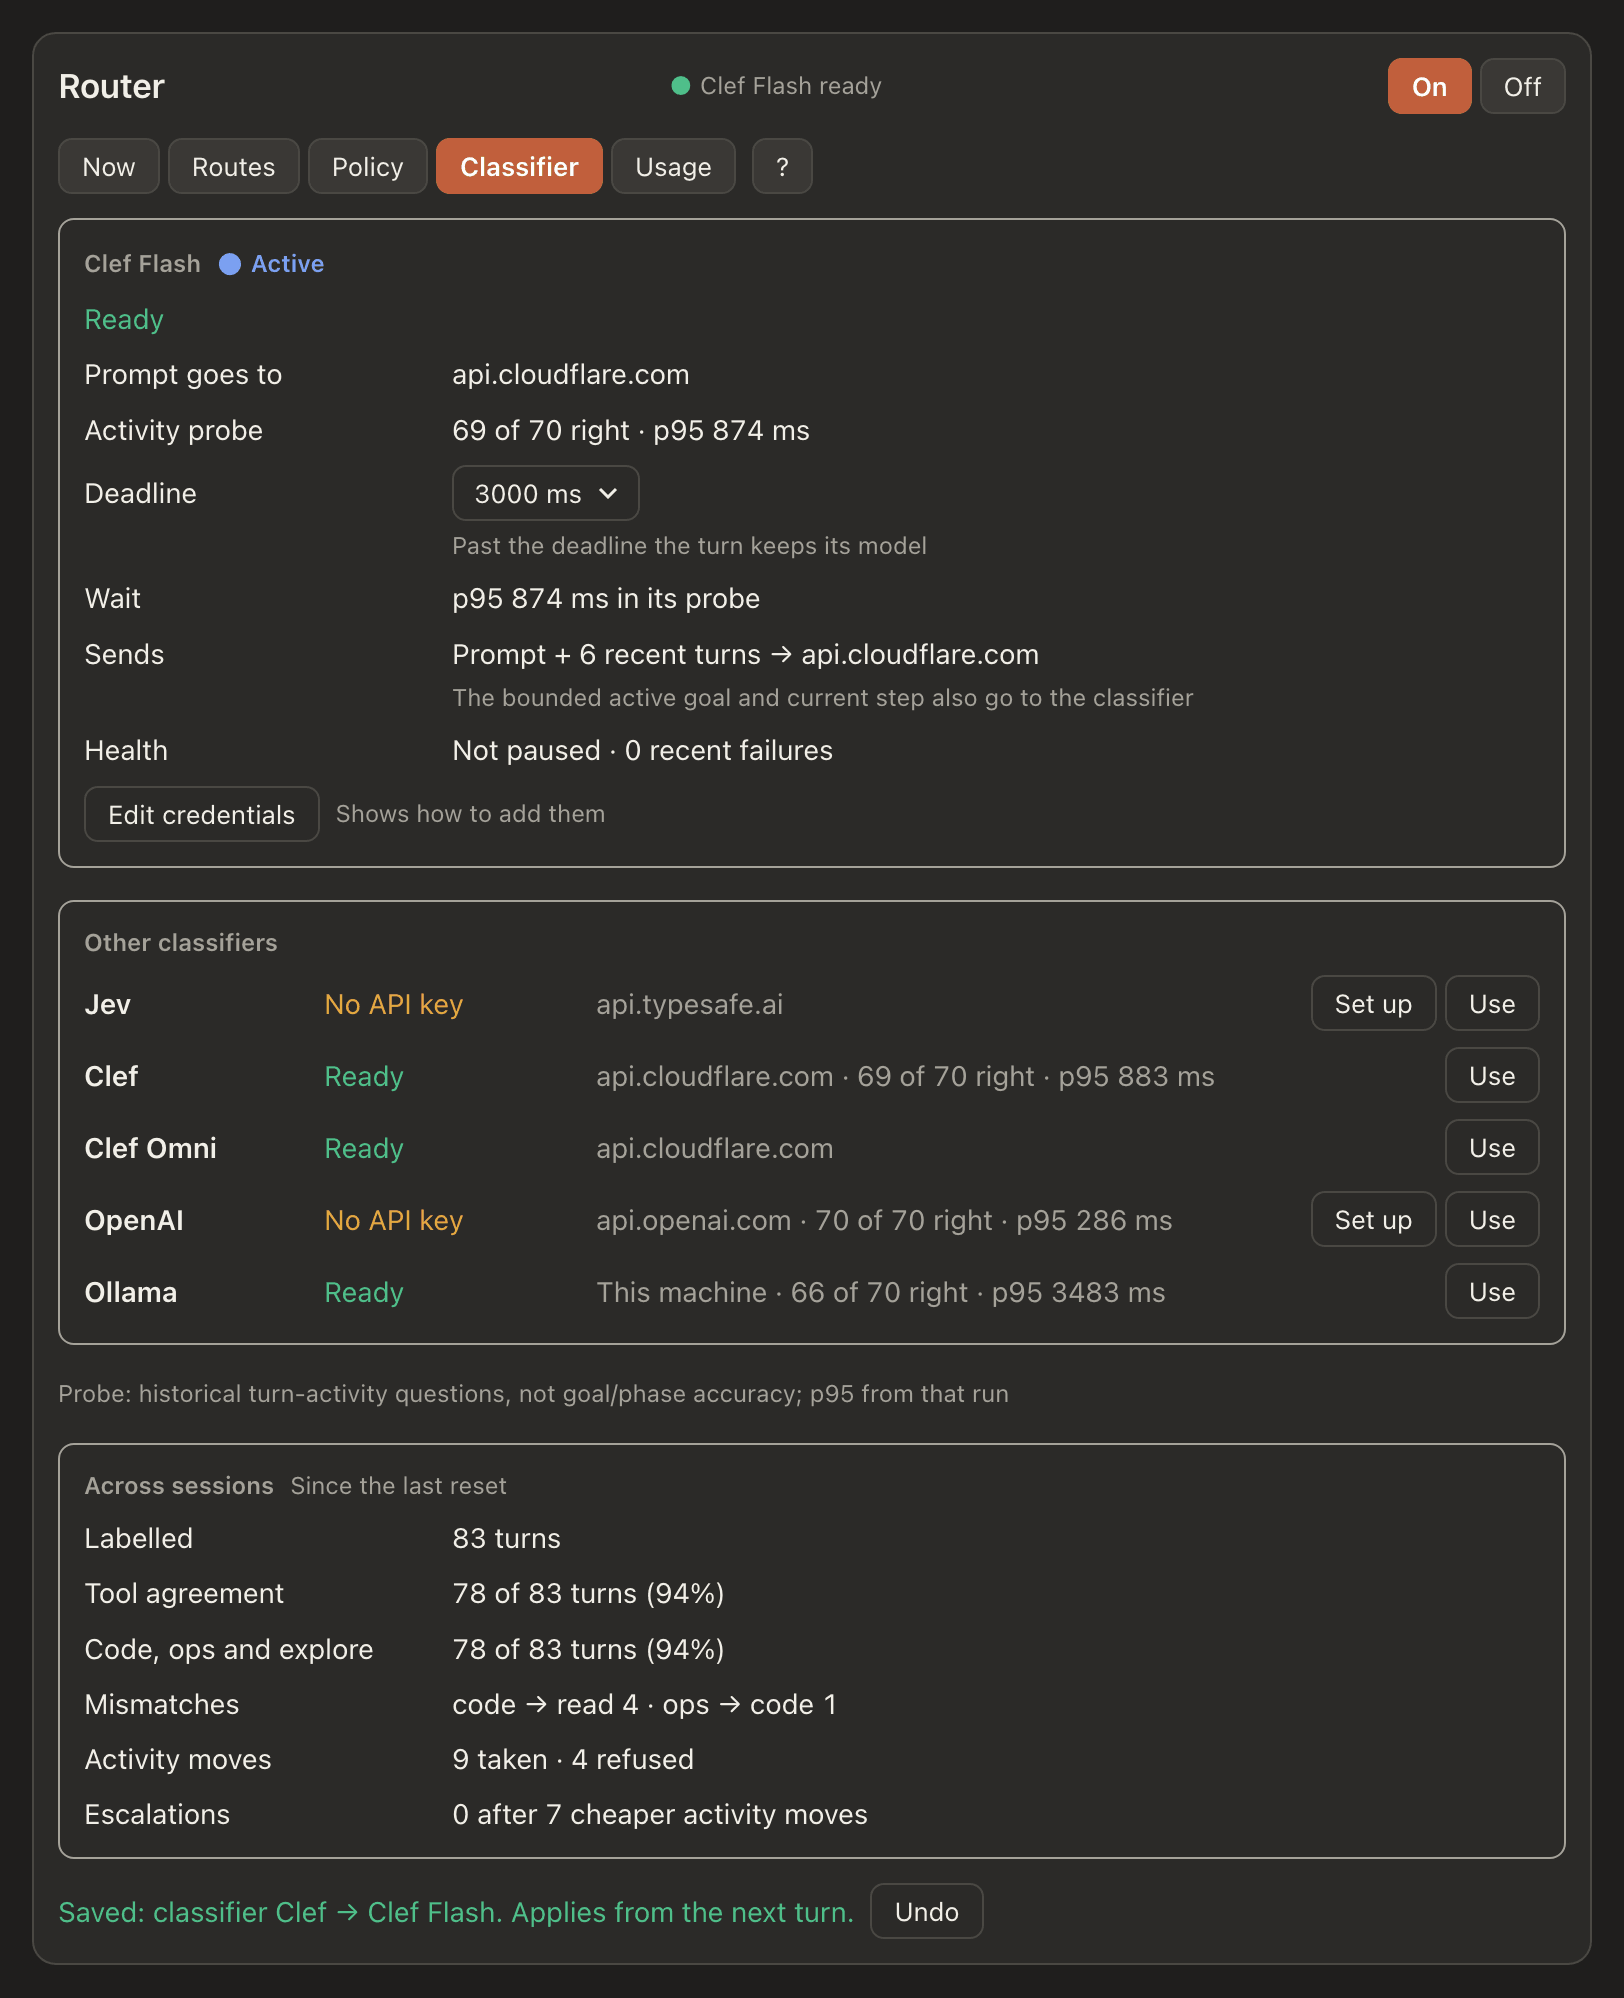 Router
Clef Flash ready
On
Off
Now
Routes
Policy
Classifier
Usage
?
Clef Flash
Active
Ready
Prompt goes to
api.cloudflare.com
Activity probe
69 of 70 right · p95 874 ms
Deadline
3000 ms
Past the deadline the turn keeps its model
Wait
p95 874 ms in its probe
Sends
Prompt + 6 recent turns → api.cloudflare.com
The bounded active goal and current step also go to the classifier
Health
Not paused · 0 recent failures
Edit credentials
Shows how to add them
Other classifiers
Jev
No API key
api.typesafe.ai
Set up
Use
Clef
Ready
api.cloudflare.com · 69 of 70 right · p95 883 ms
Use
Clef Omni
Ready
api.cloudflare.com
Use
OpenAI
No API key
api.openai.com · 70 of 70 right · p95 286 ms
Set up
Use
Ollama
Ready
This machine · 66 of 70 right · p95 3483 ms
Use
Probe: historical turn-activity questions, not goal/phase accuracy; p95 from that run
Across sessions
Since the last reset
Labelled
83 turns
Tool agreement
78 of 83 turns (94%)
Code, ops and explore
78 of 83 turns (94%)
Mismatches
code → read 4 · ops → code 1
Activity moves
9 taken · 4 refused
Escalations
0 after 7 cheaper activity moves
Saved: classifier Clef → Clef Flash. Applies from the next turn.
Undo